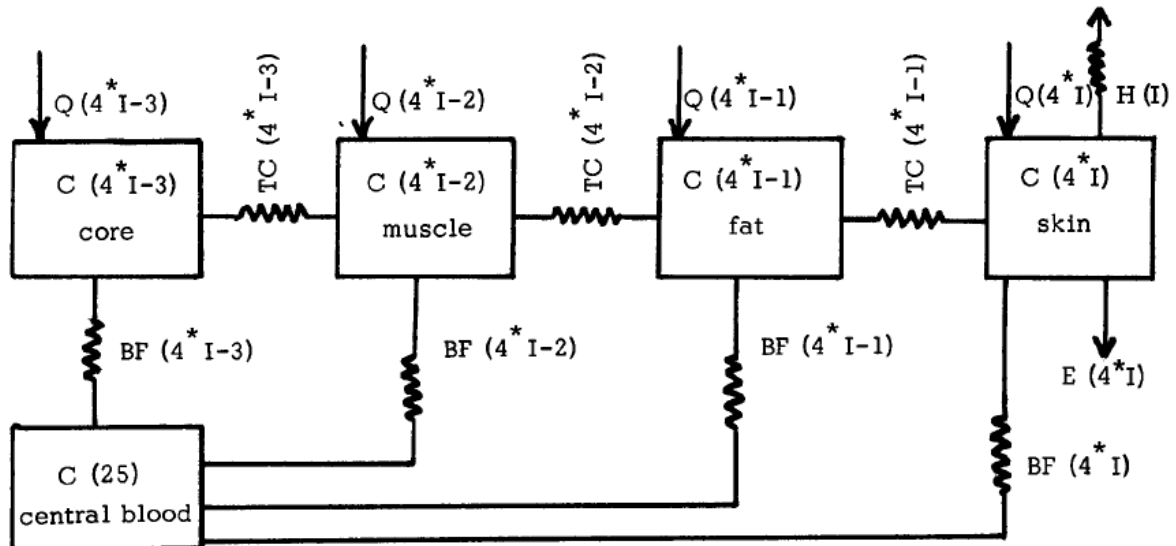 Q (4*I-3)
TC (4*I-3)
Q (4*I-2)
TC (4*I-2)
Q (4*I-1)
TC (4*I-1)
Q (4*I)
H (I)
C (4*I-3)
core
C (4*I-2)
muscle
C (4*I-1)
fat
C (4*I)
skin
BF (4*I-3)
BF (4*I-2)
BF (4*I-1)
E (4*I)
BF (4*I)
C (25)
central blood